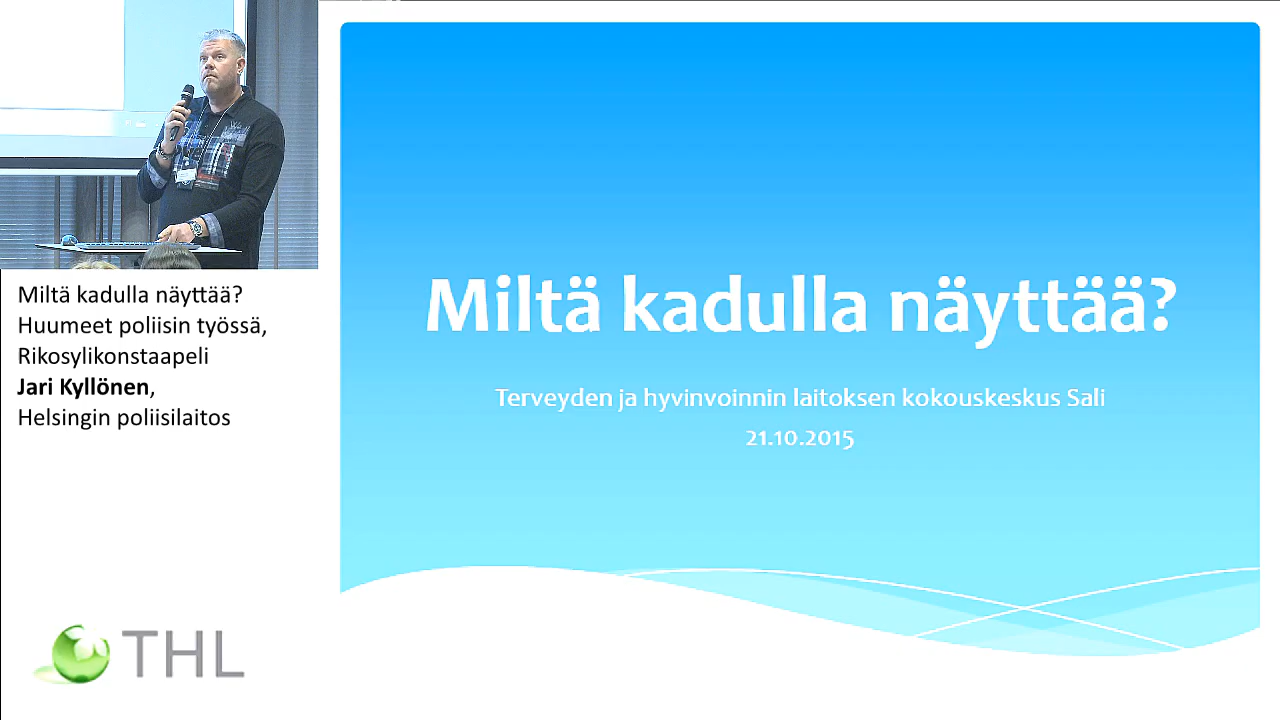 Miltä kadulla näyttää?
Huumeet poliisin työssä,
Rikosylikonstaapeli
Jari Kyllönen,
Helsingin poliisilaitos
THL
Miltä kadulla näyttää?
Terveyden ja hyvinvoinnin laitoksen kokouskeskus Sali
21.10.2015